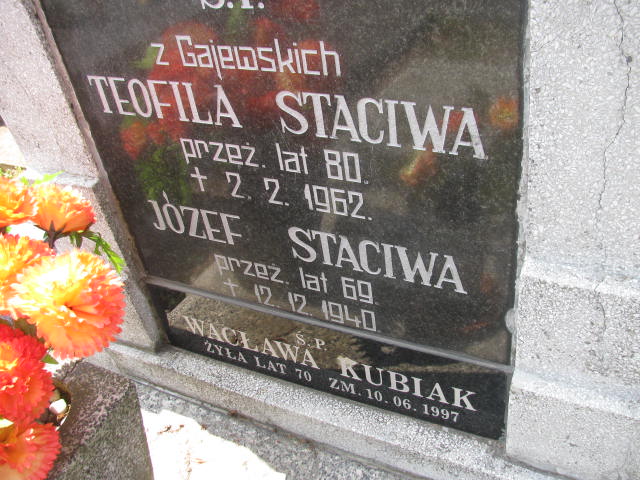 Ś.P.
z Gajewskich
TEOFILA STACIWA
przeż. lat 80.
+ 2. 2. 1962.
JÓZEF STACIWA
przeż. lat 69.
+ 12. 12. 1940.
Ś.P.
WACŁAWA KUBIAK
ŻYŁA LAT 70 ZM. 10. 06. 1997